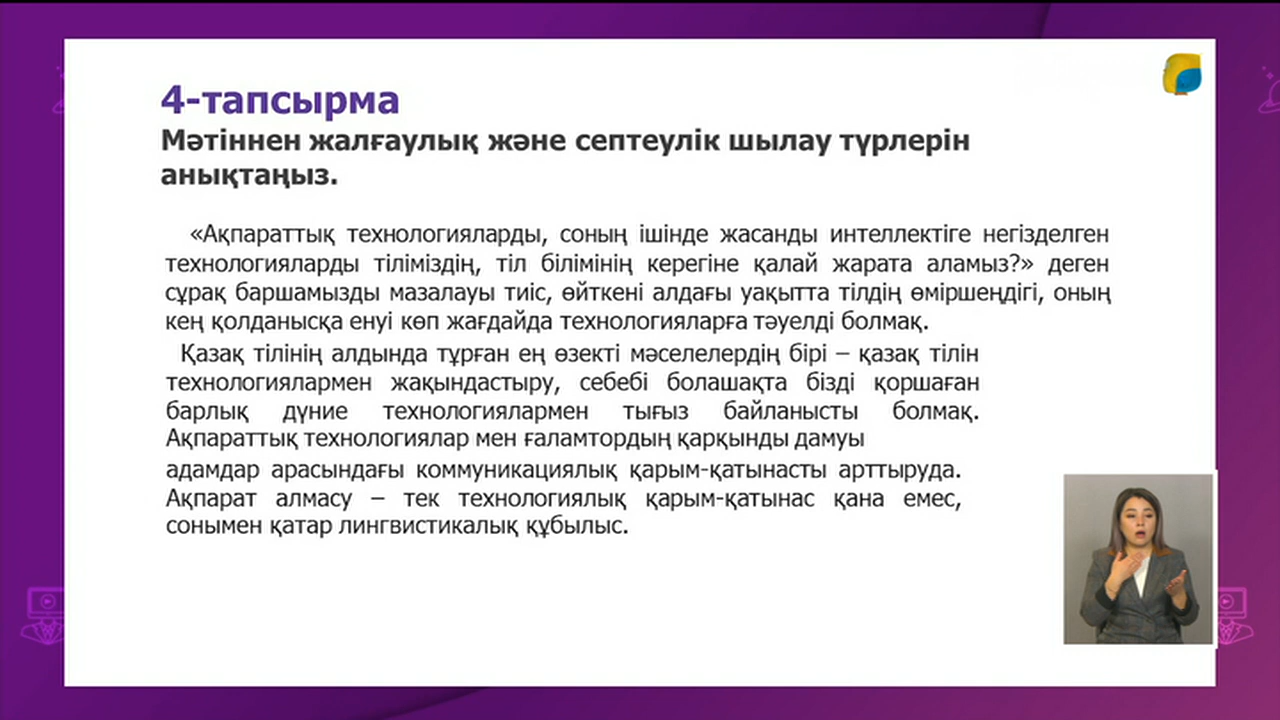 4-тапсырма
Мәтіннен жалғаулық және септеулік шылау түрлерін
анықтаңыз.
«Ақпараттық технологияларды, соның ішінде жасанды интеллектіге негізделген
технологияларды тіліміздің, тіл білімінің керегіне қалай жарата аламыз?» деген
сұрақ баршамызды мазалауы тиіс, өйткені алдағы уақытта тілдің өміршеңдігі, оның
кең қолданысқа енуі көп жағдайда технологияларға тәуелді болмақ.
Қазақ тілінің алдында тұрған ең өзекті мәселелердің бірі – қазақ тілін
технологиялармен жақындастыру, себебі болашақта бізді қоршаған
барлық дүние технологиялармен тығыз байланысты болмақ.
Ақпараттық технологиялар мен ғаламтордың қарқынды дамуы
адамдар арасындағы коммуникациялық қарым-қатынасты арттыруда.
Ақпарат алмасу – тек технологиялық қарым-қатынас қана емес,
сонымен қатар лингвистикалық құбылыс.